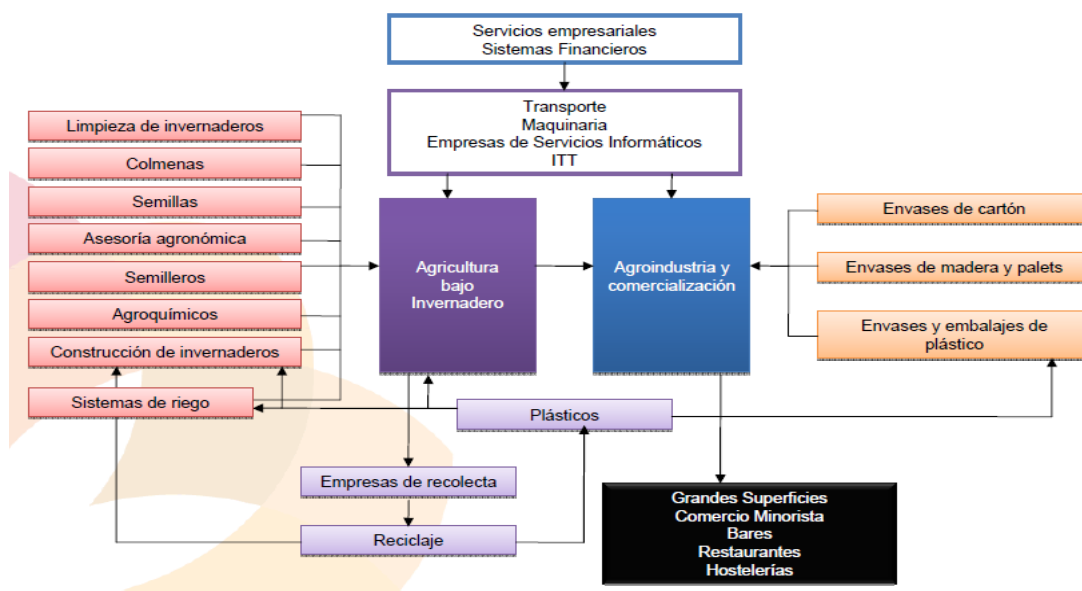 Servicios empresariales
Sistemas Financieros
Transporte
Maquinaria
Empresas de Servicios Informáticos
ITT
Limpieza de invernaderos
Colmenas
Semillas
Asesoría agronómica
Semilleros
Agroquímicos
Construcción de invernaderos
Sistemas de riego
Agricultura
bajo
Invernadero
Agroindustria y
comercialización
Envases de cartón
Envases de madera y palets
Envases y embalajes de
plástico
Plásticos
Empresas de recolecta
Reciclaje
Grandes Superficies
Comercio Minorista
Bares
Restaurantes
Hostelerías